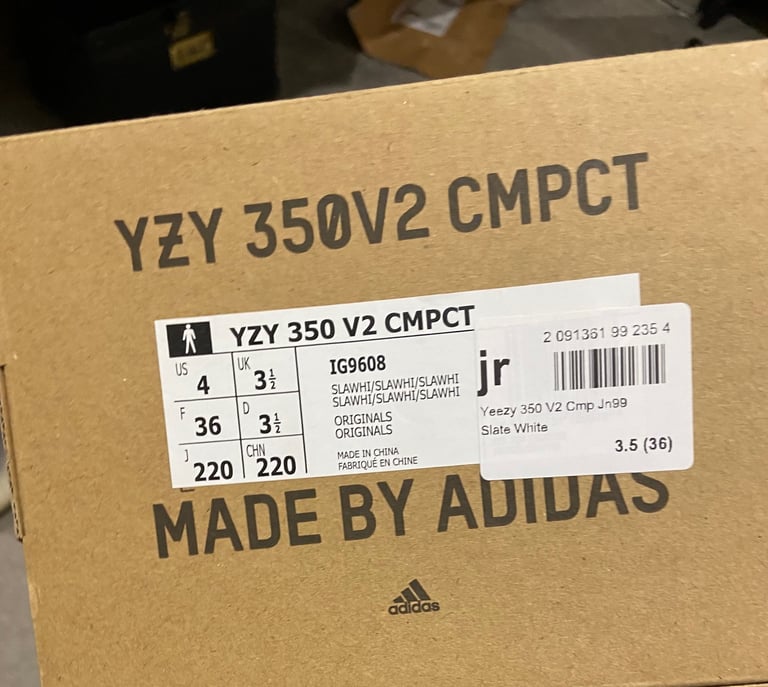 YZY 350V2 CMPCT
YZY 350 V2 CMPCT
US
4
UK
3½
F
36
D
3½
J
220
CHN
220
IG9608
SLAWHI/SLAWHI/SLAWHI
SLAWHI/SLAWHI/SLAWHI
ORIGINALS
ORIGINALS
MADE IN CHINA
FABRIQUÉ EN CHINE
jr
2 091361 99 235 4
Yeezy 350 V2 Cmp Jn99
Slate White
3.5 (36)
MADE BY ADIDAS
adidas